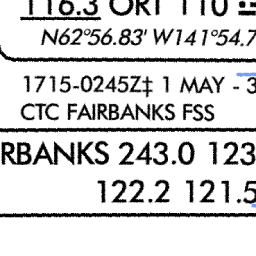 116.3 ORT 110
N62°56.83' W141°54.7
1715-0245Z‡ 1 MAY - 3
CTC FAIRBANKS FSS
RBANKS 243.0 123
122.2 121.5